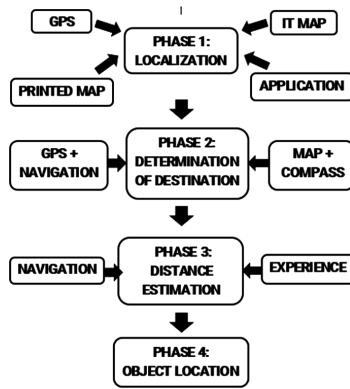 GPS
IT MAP
PHASE 1:
LOCALIZATION
PRINTED MAP
APPLICATION
GPS +
NAVIGATION
PHASE 2:
DETERMINATION
OF DESTINATION
MAP +
COMPASS
NAVIGATION
PHASE 3:
DISTANCE
ESTIMATION
EXPERIENCE
PHASE 4:
OBJECT LOCATION